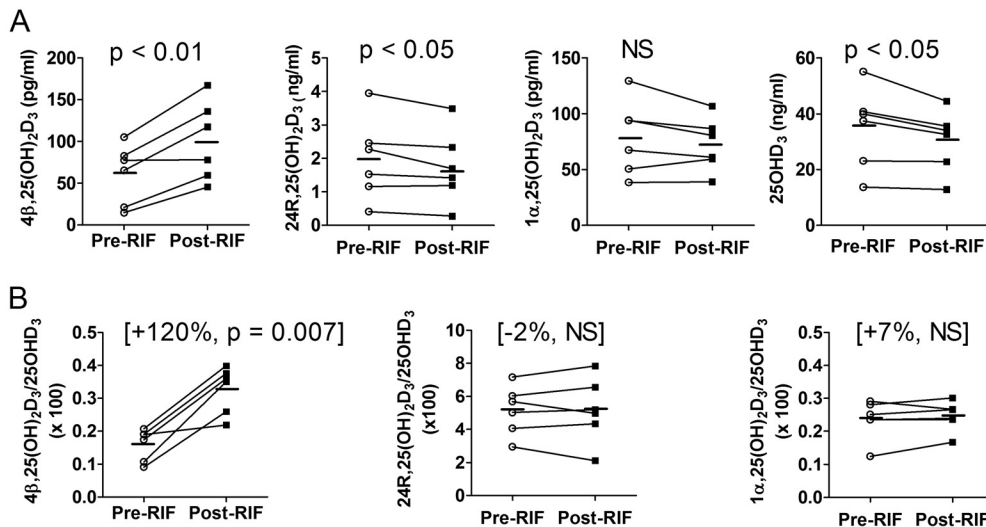 A
p < 0.01
4β,25(OH)₂D₃ (pg/ml)
200
150
100
50
0
Pre-RIF Post-RIF
p < 0.05
24R,25(OH)₂D₃ (ng/ml)
5
4
3
2
1
0
Pre-RIF Post-RIF
NS
1α,25(OH)₂D₃ (pg/ml)
150
100
50
0
Pre-RIF Post-RIF
p < 0.05
25OHD₃ (ng/ml)
60
40
20
0
Pre-RIF Post-RIF
B
[+120%, p = 0.007]
4β,25(OH)₂D₃/25OHD₃
(x 100)
0.5
0.4
0.3
0.2
0.1
0.0
Pre-RIF Post-RIF
[-2%, NS]
24R,25(OH)₂D₃/25OHD₃
(x100)
10
8
6
4
2
0
Pre-RIF Post-RIF
[+7%, NS]
1α,25(OH)₂D₃/25OHD₃
(x 100)
0.5
0.4
0.3
0.2
0.1
0.0
Pre-RIF Post-RIF